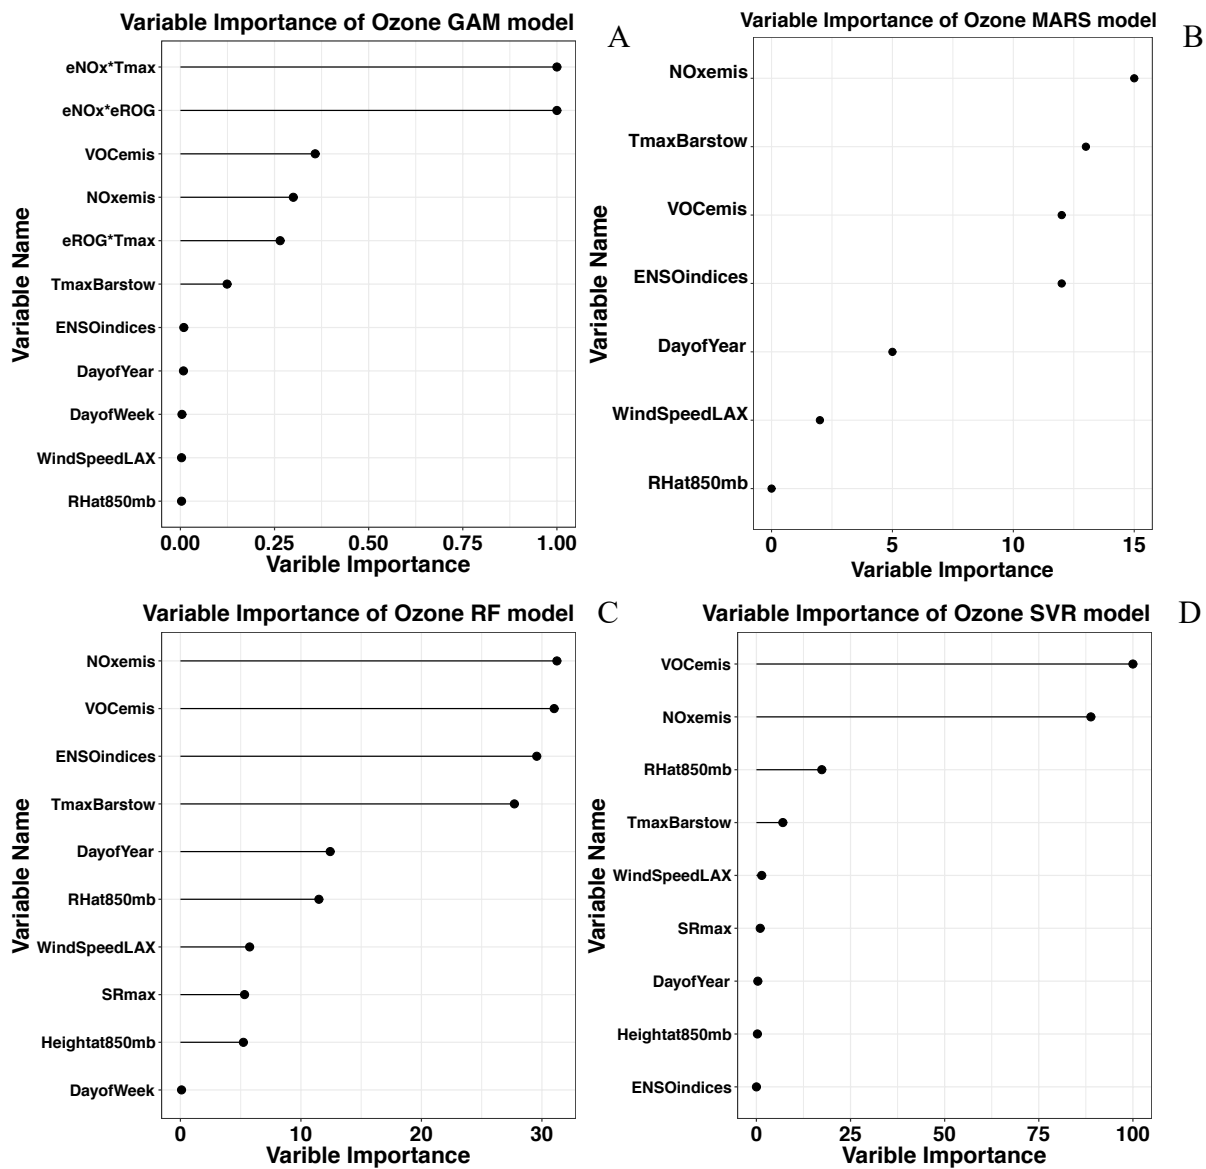 Variable Importance of Ozone GAM model
A
eNOx*Tmax
eNOx*eROG
VOCemis
NOxemis
eROG*Tmax
TmaxBarstow
ENSOindices
DayofYear
DayofWeek
WindSpeedLAX
RHat850mb
Variable Name
0.00 0.25 0.50 0.75 1.00
Varible Importance
Variable Importance of Ozone MARS model
B
NOxemis
TmaxBarstow
VOCemis
ENSOindices
DayofYear
WindSpeedLAX
RHat850mb
Variable Name
0 5 10 15
Variable Importance
Variable Importance of Ozone RF model
C
NOxemis
VOCemis
ENSOindices
TmaxBarstow
DayofYear
RHat850mb
WindSpeedLAX
SRmax
Heightat850mb
DayofWeek
Variable Name
0 10 20 30
Varible Importance
Variable Importance of Ozone SVR model
D
VOCemis
NOxemis
RHat850mb
TmaxBarstow
WindSpeedLAX
SRmax
DayofYear
Heightat850mb
ENSOindices
Variable Name
0 25 50 75 100
Varible Importance